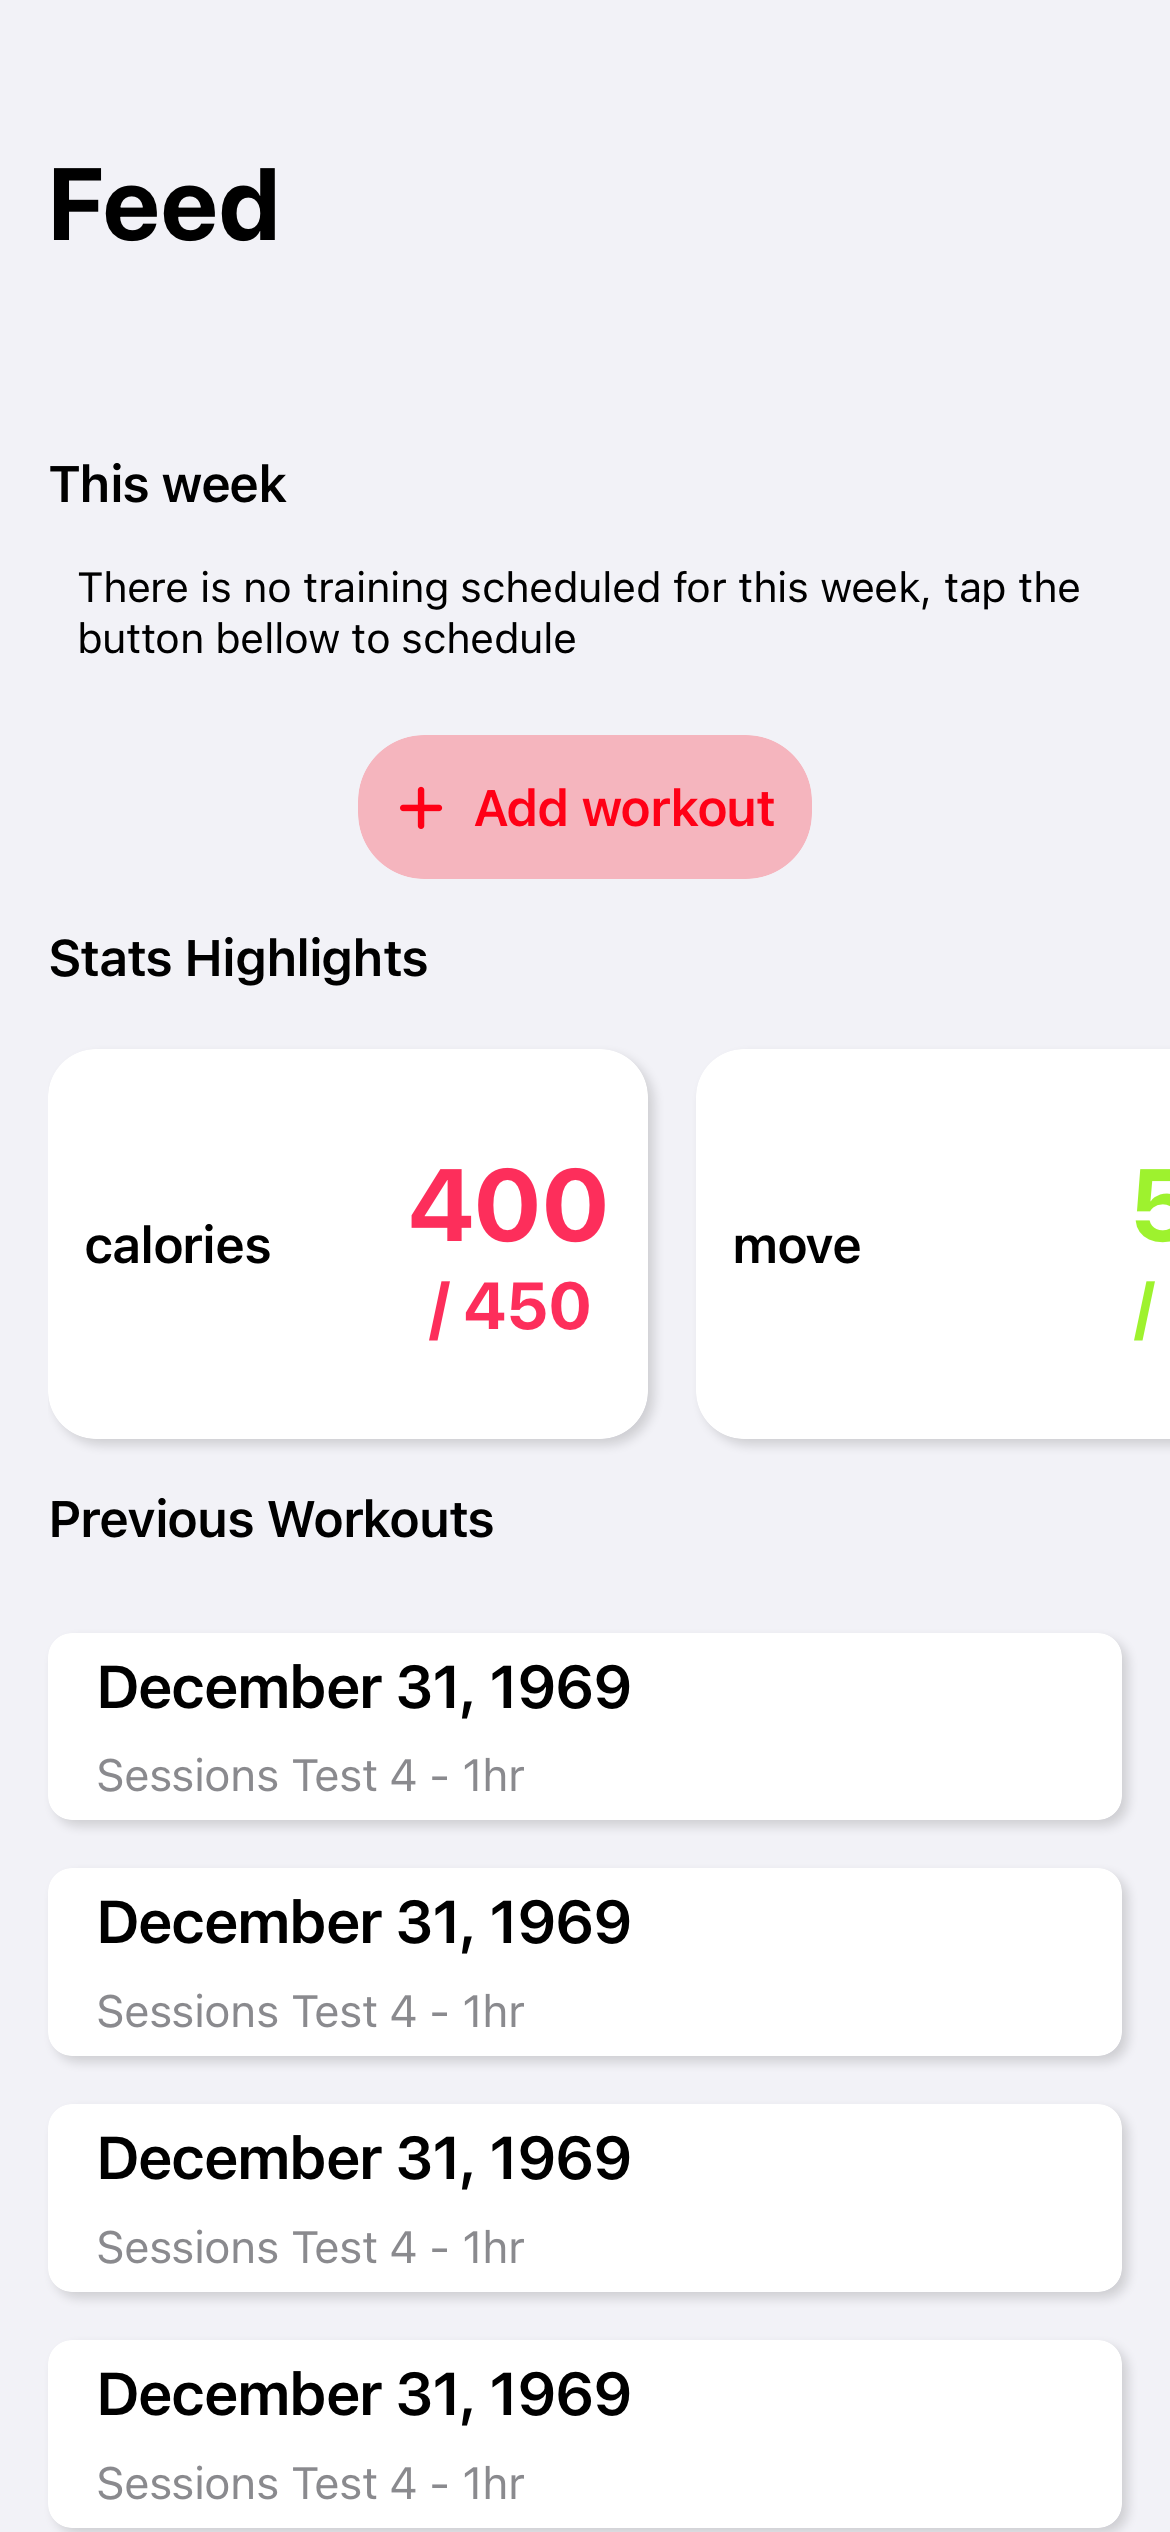 Feed
This week
There is no training scheduled for this week, tap the
button bellow to schedule
+ Add workout
Stats Highlights
calories
400
/ 450
move
5
/
Previous Workouts
December 31, 1969
Sessions Test 4 - 1hr
December 31, 1969
Sessions Test 4 - 1hr
December 31, 1969
Sessions Test 4 - 1hr
December 31, 1969
Sessions Test 4 - 1hr